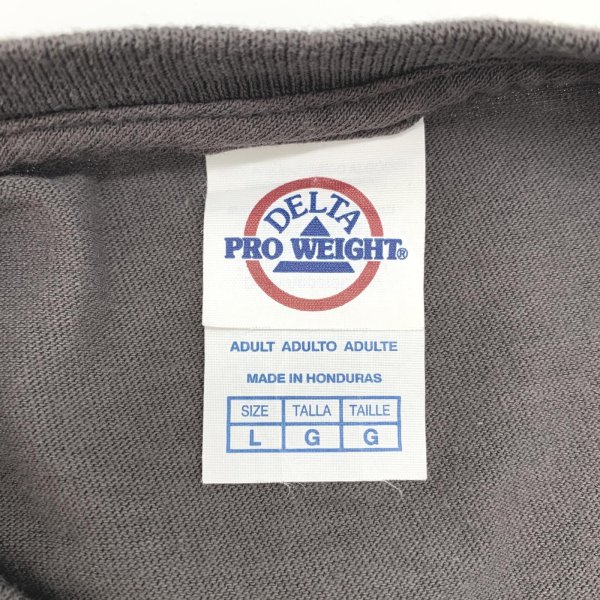 DELTA
PRO WEIGHT®
ADULT ADULTO ADULTE
MADE IN HONDURAS
SIZE TALLA TAILLE
L G G